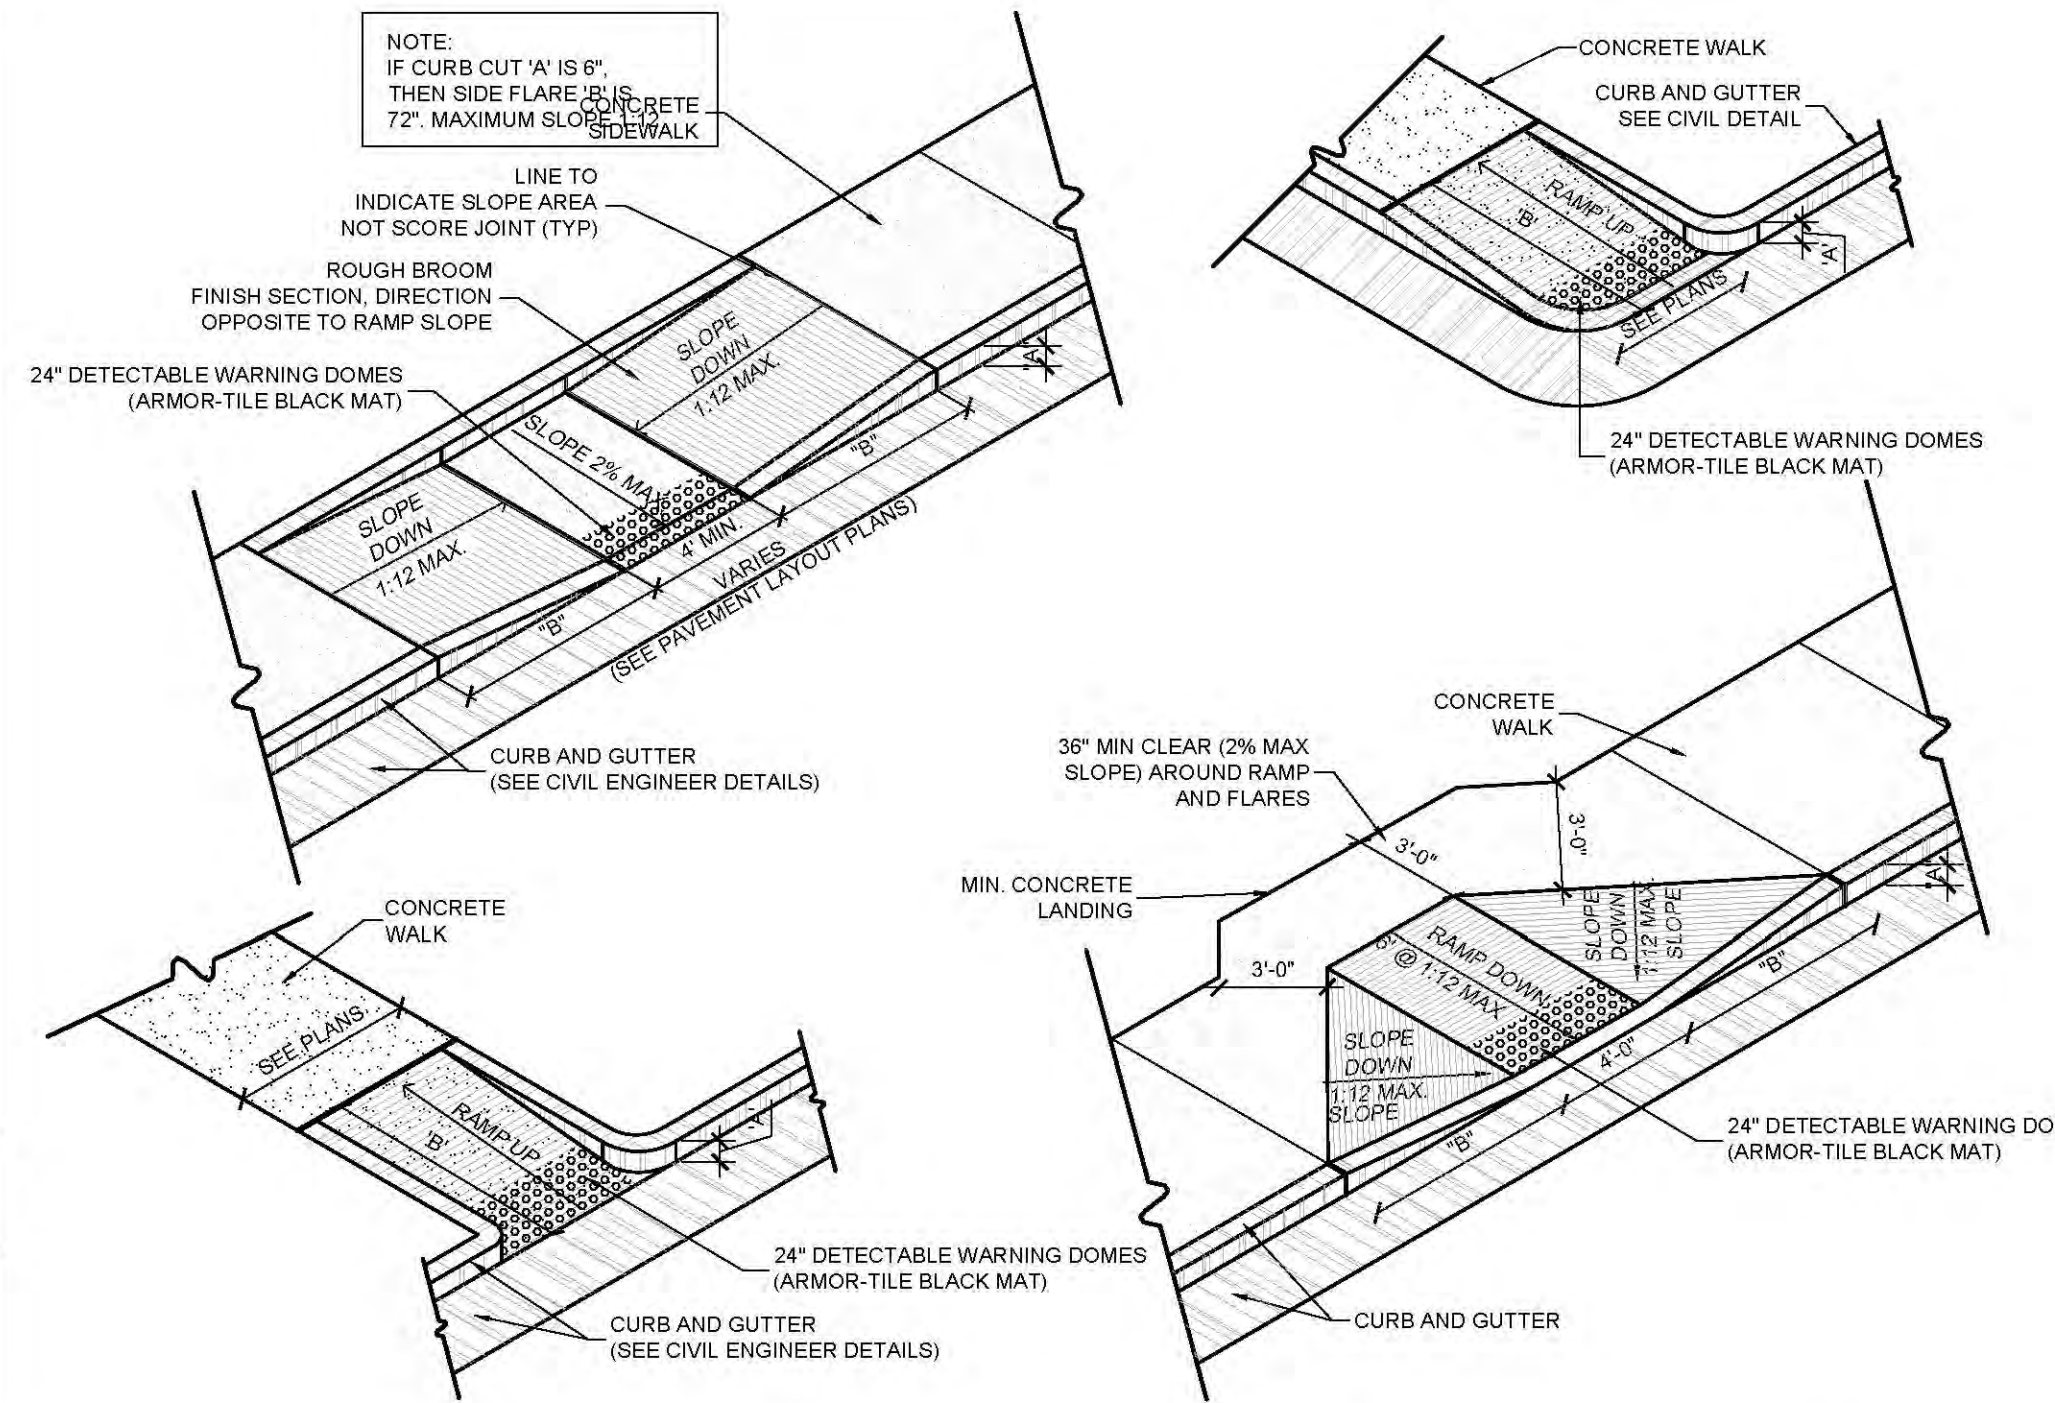 NOTE:
IF CURB CUT 'A' IS 6",
THEN SIDE FLARE 'B' IS
72". MAXIMUM SLOPE 1:12
CONCRETE
SIDEWALK
LINE TO
INDICATE SLOPE AREA
NOT SCORE JOINT (TYP)
ROUGH BROOM
FINISH SECTION, DIRECTION
OPPOSITE TO RAMP SLOPE
24" DETECTABLE WARNING DOMES
(ARMOR-TILE BLACK MAT)
SLOPE
DOWN
1:12 MAX.
SLOPE 2% MAX.
SLOPE
DOWN
1:12 MAX.
"A"
"B"
4' MIN.
VARIES
(SEE PAVEMENT LAYOUT PLANS)
"B"
CURB AND GUTTER
(SEE CIVIL ENGINEER DETAILS)
CONCRETE WALK
CURB AND GUTTER
SEE CIVIL DETAIL
RAMP UP
'B'
'A'
SEE PLANS
24" DETECTABLE WARNING DOMES
(ARMOR-TILE BLACK MAT)
CONCRETE
WALK
SEE PLANS
RAMP UP
'B'
'A'
24" DETECTABLE WARNING DOMES
(ARMOR-TILE BLACK MAT)
CURB AND GUTTER
(SEE CIVIL ENGINEER DETAILS)
CONCRETE
WALK
36" MIN CLEAR (2% MAX
SLOPE) AROUND RAMP
AND FLARES
MIN. CONCRETE
LANDING
3'-0"
3'-0"
3'-0"
RAMP DOWN
6' @ 1:12 MAX
SLOPE
DOWN
1:12 MAX.
SLOPE
SLOPE
DOWN
1:12 MAX.
SLOPE
"A"
"B"
4'-0"
"B"
24" DETECTABLE WARNING DO
(ARMOR-TILE BLACK MAT)
CURB AND GUTTER